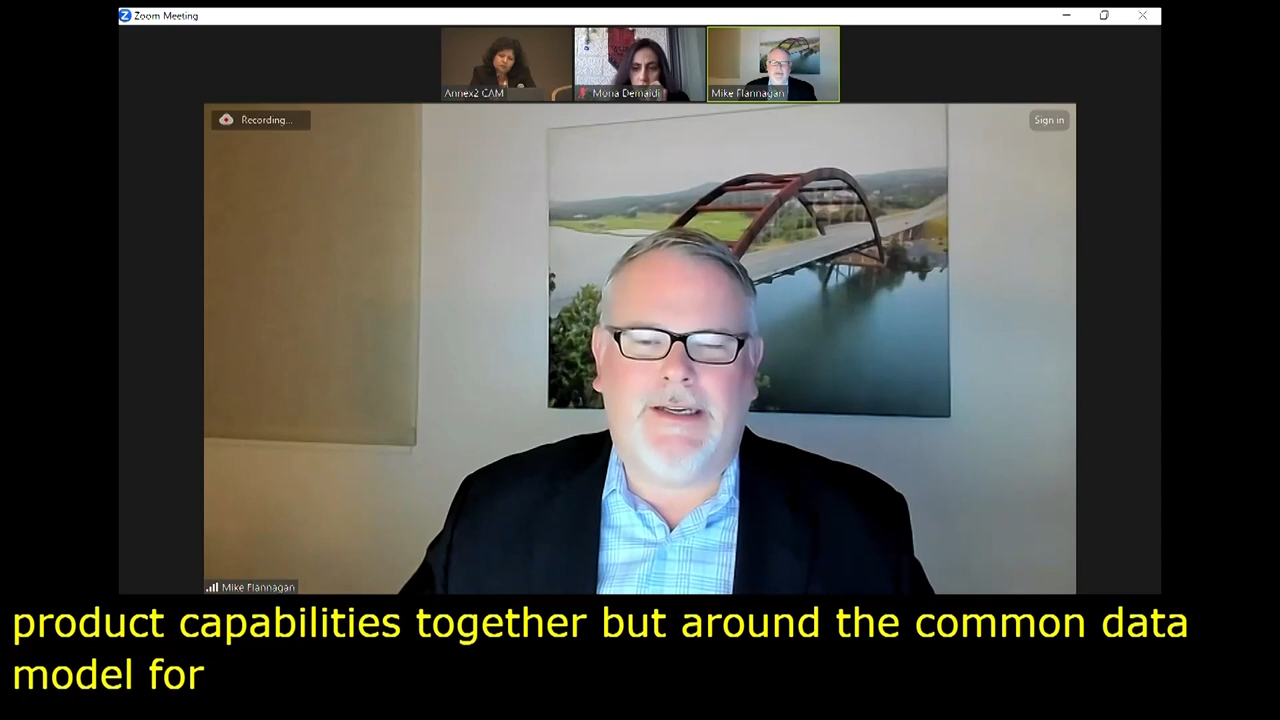 Zoom Meeting
Annex2 CAM
Mona Demaidi
Mike Flannagan
Recording...
Sign in
Mike Flannagan
product capabilities together but around the common data
model for